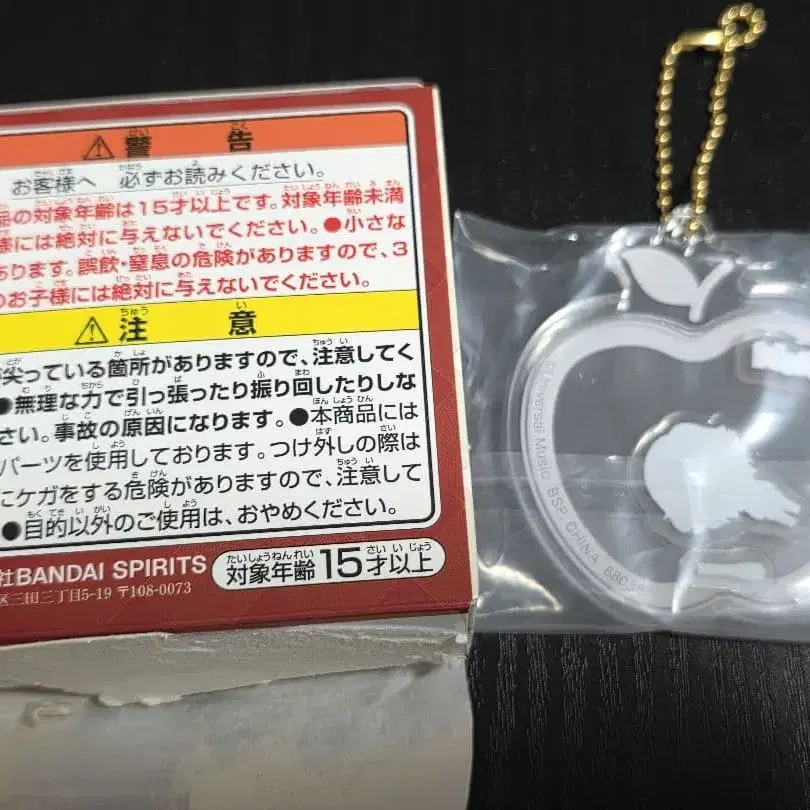 警告
お客様へ 必ずお読みください。
品の対象年齢は15才以上です。対象年齢未満
様には絶対に与えないでください。●小さな
あります。誤飲・窒息の危険がありますので、3
のお子様には絶対に与えないでください。
注意
尖っている箇所がありますので、注意してく
●無理な力で引っ張ったり振り回したりしな
さい。事故の原因になります。●本商品には
パーツを使用しております。つけ外しの際は
にケガをする危険がありますので、注意して
●目的以外のご使用は、おやめください。
社BANDAI SPIRITS
区三田三丁目5-19 〒108-0073
対象年齢15才以上
Universal Music BSP CHINA